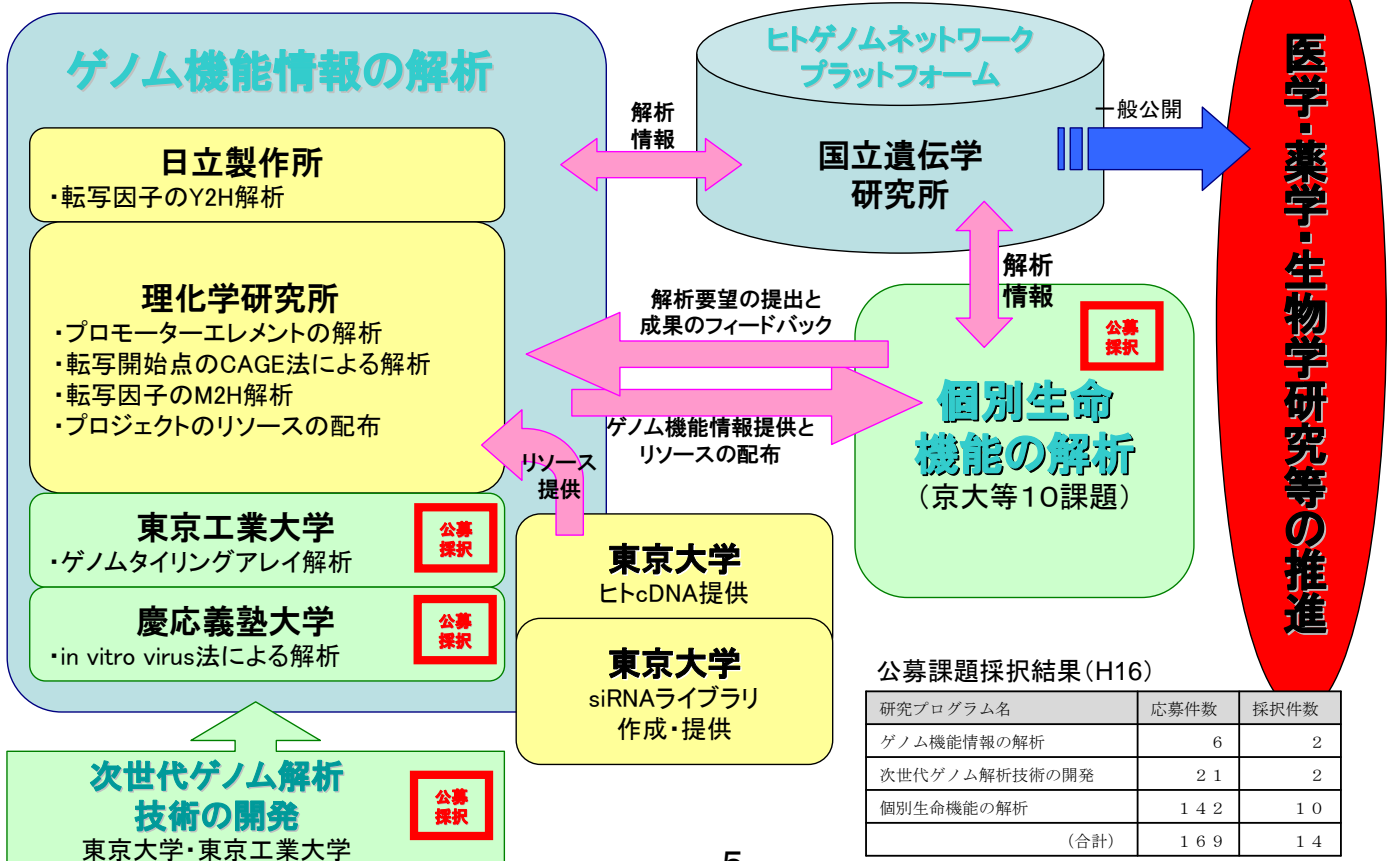 ゲノム機能情報の解析
日立製作所
・転写因子のY2H解析
理化学研究所
・プロモーターエレメントの解析
・転写開始点のCAGE法による解析
・転写因子のM2H解析
・プロジェクトのリソースの配布
東京工業大学
・ゲノムタイリングアレイ解析
公募
採択
慶応義塾大学
・in vitro virus法による解析
公募
採択
次世代ゲノム解析
技術の開発
東京大学・東京工業大学
公募
採択
解析
情報
ヒトゲノムネットワーク
プラットフォーム
国立遺伝学
研究所
一般公開
解析
情報
解析要望の提出と
成果のフィードバック
ゲノム機能情報提供と
リソースの配布
リソース
提供
東京大学
ヒトcDNA提供
東京大学
siRNAライブラリ
作成・提供
公募
採択
個別生命
機能の解析
(京大等10課題)
医学・薬学・生物学研究等の推進
公募課題採択結果(H16)
研究プログラム名 応募件数 採択件数
ゲノム機能情報の解析 6 2
次世代ゲノム解析技術の開発 21 2
個別生命機能の解析 142 10
(合計) 169 14